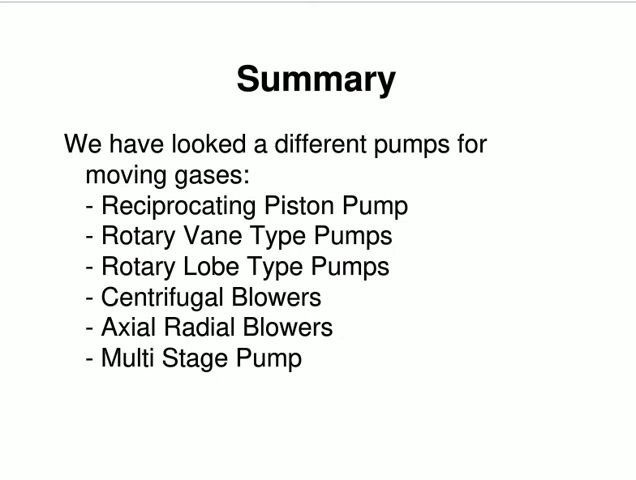 Summary
We have looked a different pumps for
moving gases:
- Reciprocating Piston Pump
- Rotary Vane Type Pumps
- Rotary Lobe Type Pumps
- Centrifugal Blowers
- Axial Radial Blowers
- Multi Stage Pump